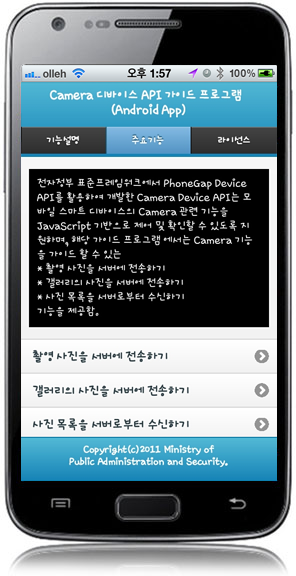 olleh 오후 1:57 100%
Camera 디바이스 API 가이드 프로그램
(Android App)
기능설명 주요기능 라이선스
전자정부 표준프레임워크에서 PhoneGap Device
API를 활용하여 개발한 Camera Device API는 모
바일 스마트 디바이스의 Camera 관련 기능을
JavaScript 기반으로 제어 및 확인할 수 있도록 지
원하며, 해당 가이드 프로그램 에서는 Camera 기능
을 가이드 할 수 있는
* 촬영 사진을 서버에 전송하기
* 갤러리의 사진을 서버에 전송하기
* 사진 목록을 서버로부터 수신하기
기능을 제공함.
촬영 사진을 서버에 전송하기
갤러리의 사진을 서버에 전송하기
사진 목록을 서버로부터 수신하기
Copyright(c)2011 Ministry of
Public Administration and Security.